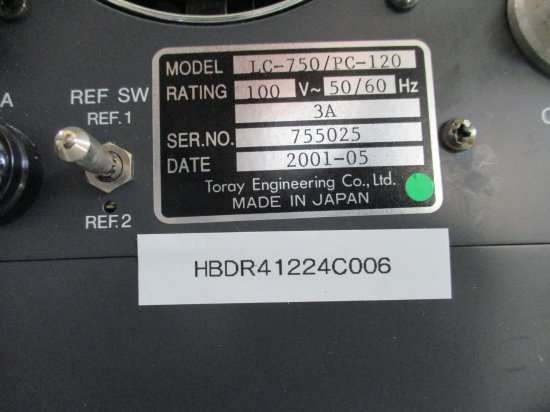 MODEL LC-750/PC-120
RATING 100 V~ 50/60 Hz
3A
SER.NO. 755025
DATE 2001-05
Toray Engineering Co., Ltd.
MADE IN JAPAN
A
REF SW
REF.1
REF.2
HBDR41224C006